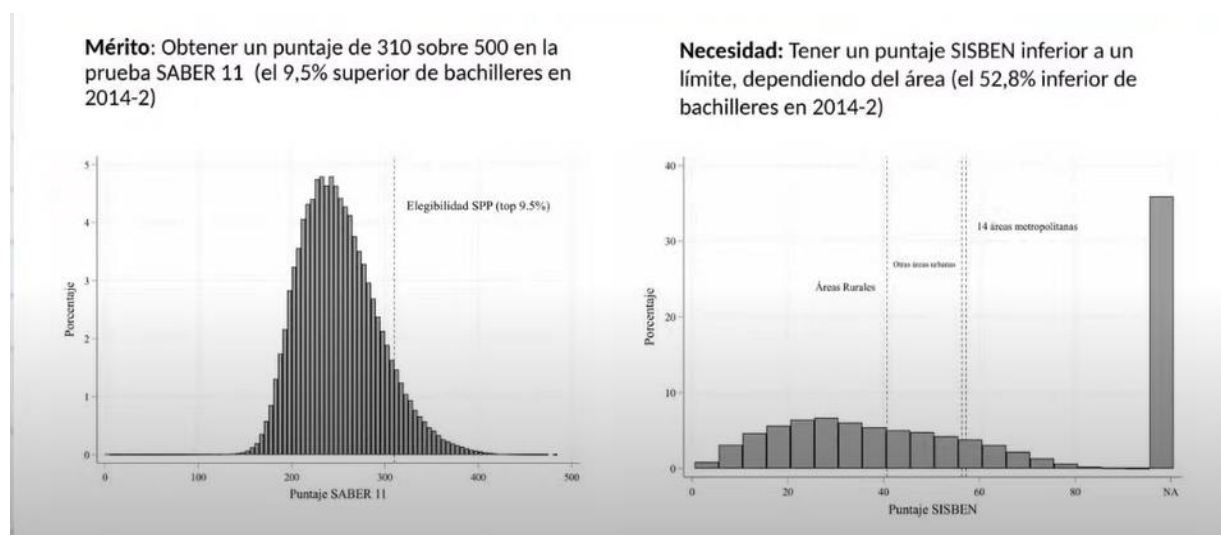 Mérito: Obtener un puntaje de 310 sobre 500 en la
prueba SABER 11 (el 9,5% superior de bachilleres en
2014-2)
Necesidad: Tener un puntaje SISBEN inferior a un
límite, dependiendo del área (el 52,8% inferior de
bachilleres en 2014-2)
5
4
3
2
1
0
Porcentaje
Elegibilidad SPP (top 9.5%)
0 100 200 300 400 500
Puntaje SABER 11
40
30
20
10
0
Porcentaje
14 áreas metropolitanas
Otras áreas urbanas
Áreas Rurales
0 20 40 60 80 NA
Puntaje SISBEN